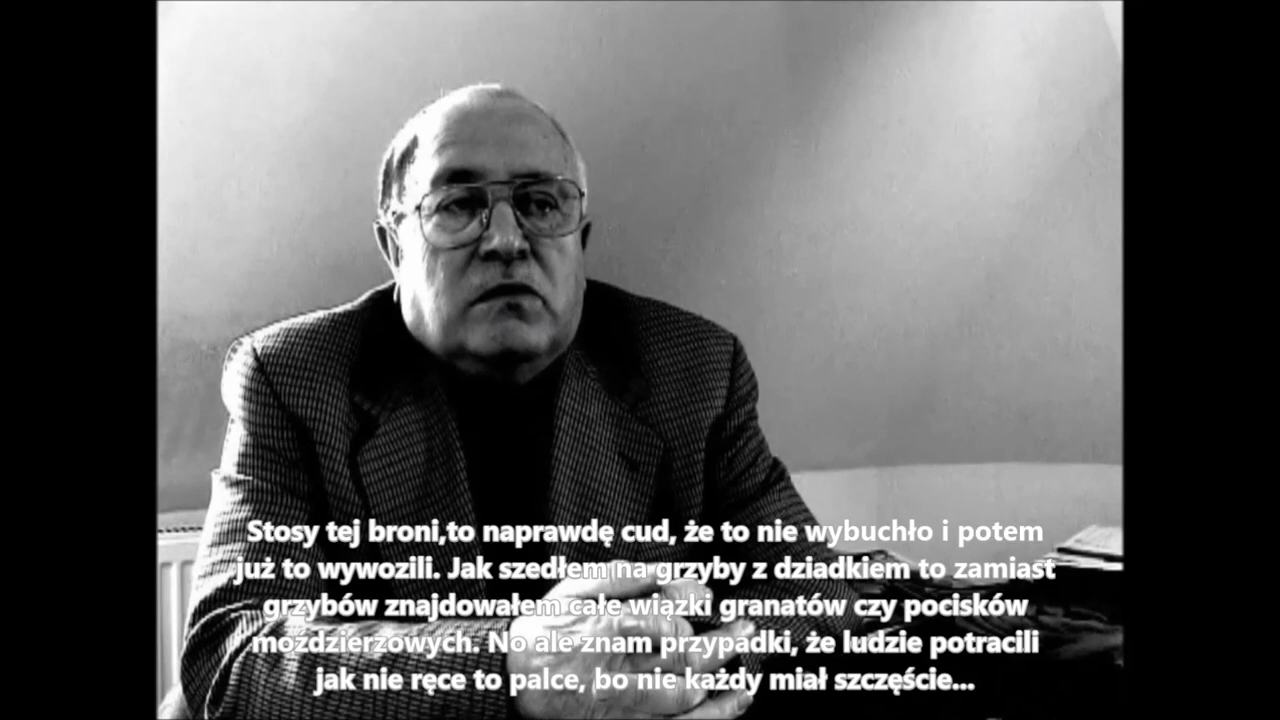 Stosy tej broni,to naprawdę cud, że to nie wybuchło i potem
już to wywozili. Jak szedłem na grzyby z dziadkiem to zamiast
grzybów znajdowałem całe wiązki granatów czy pocisków
moździerzowych. No ale znam przypadki, że ludzie potracili
jak nie ręce to palce, bo nie każdy miał szczęście...